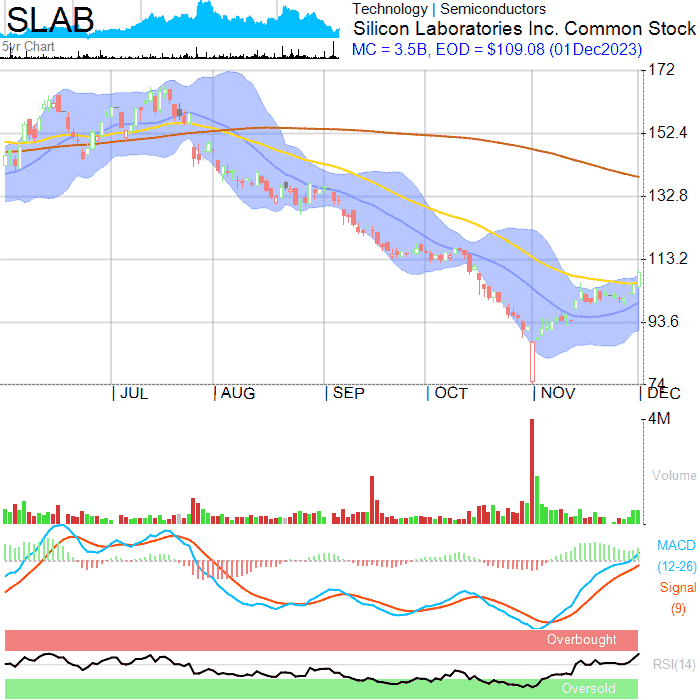 SLAB
Technology | Semiconductors
Silicon Laboratories Inc. Common Stock
MC = 3.5B, EOD = $109.08 (01Dec2023)
5yr Chart
172
152.4
132.8
113.2
93.6
74
JUL
AUG
SEP
OCT
NOV
DEC
4M
Volume
MACD
(12-26)
Signal
(9)
Overbought
RSI(14)
Oversold